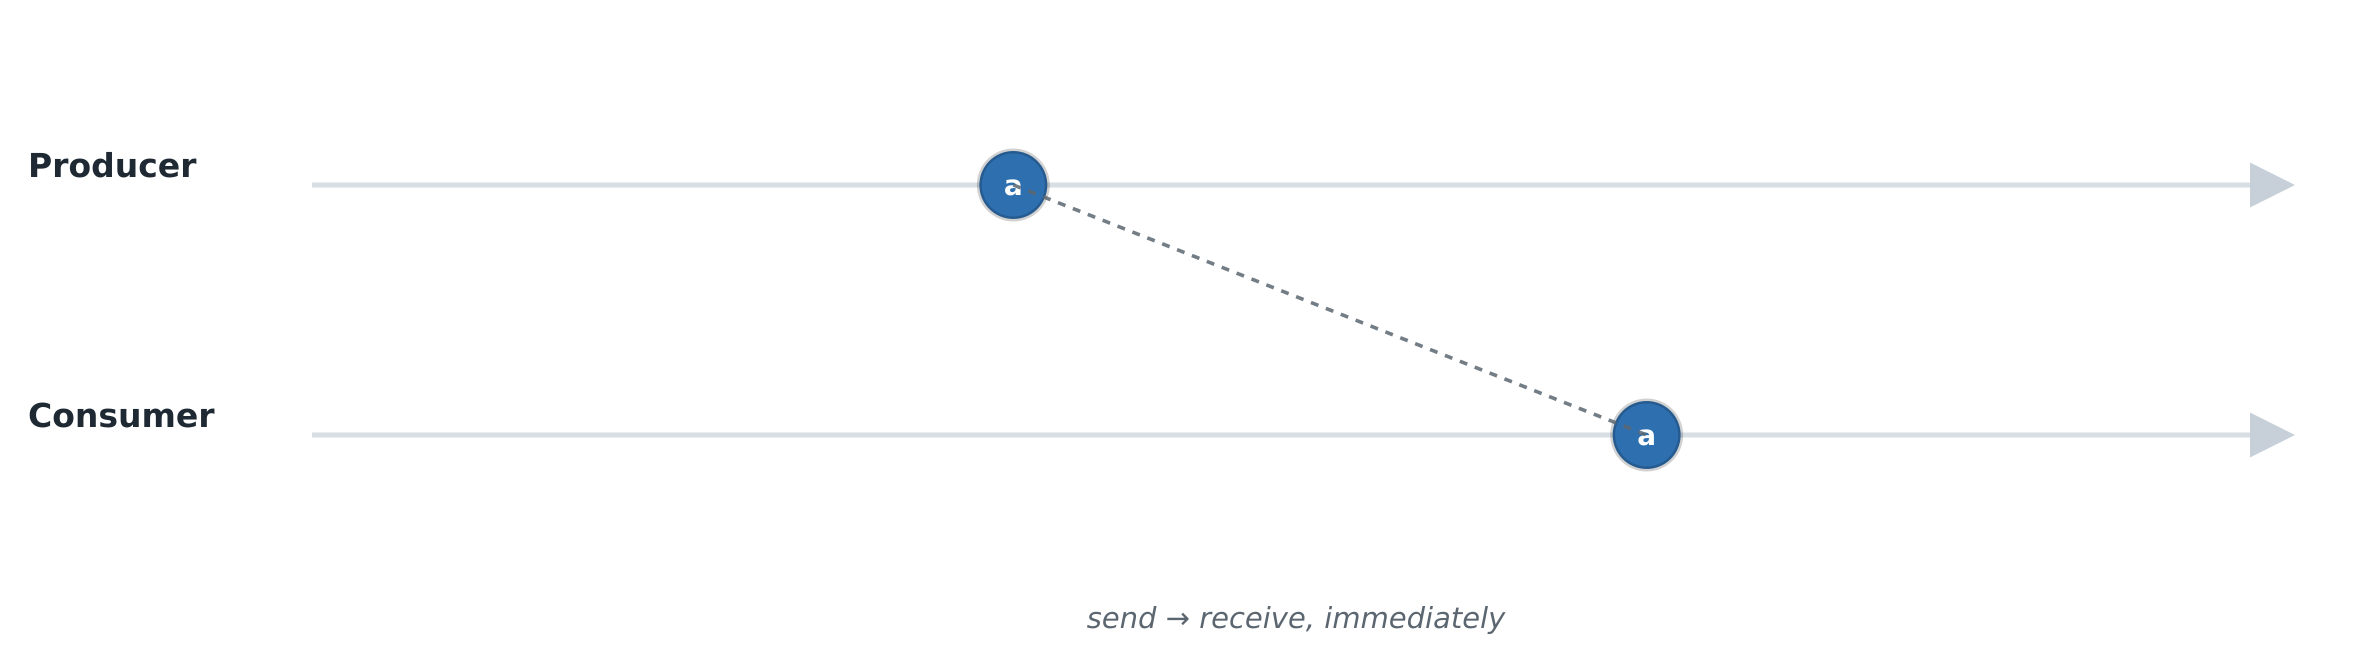 Producer
a
Consumer
a
send → receive, immediately